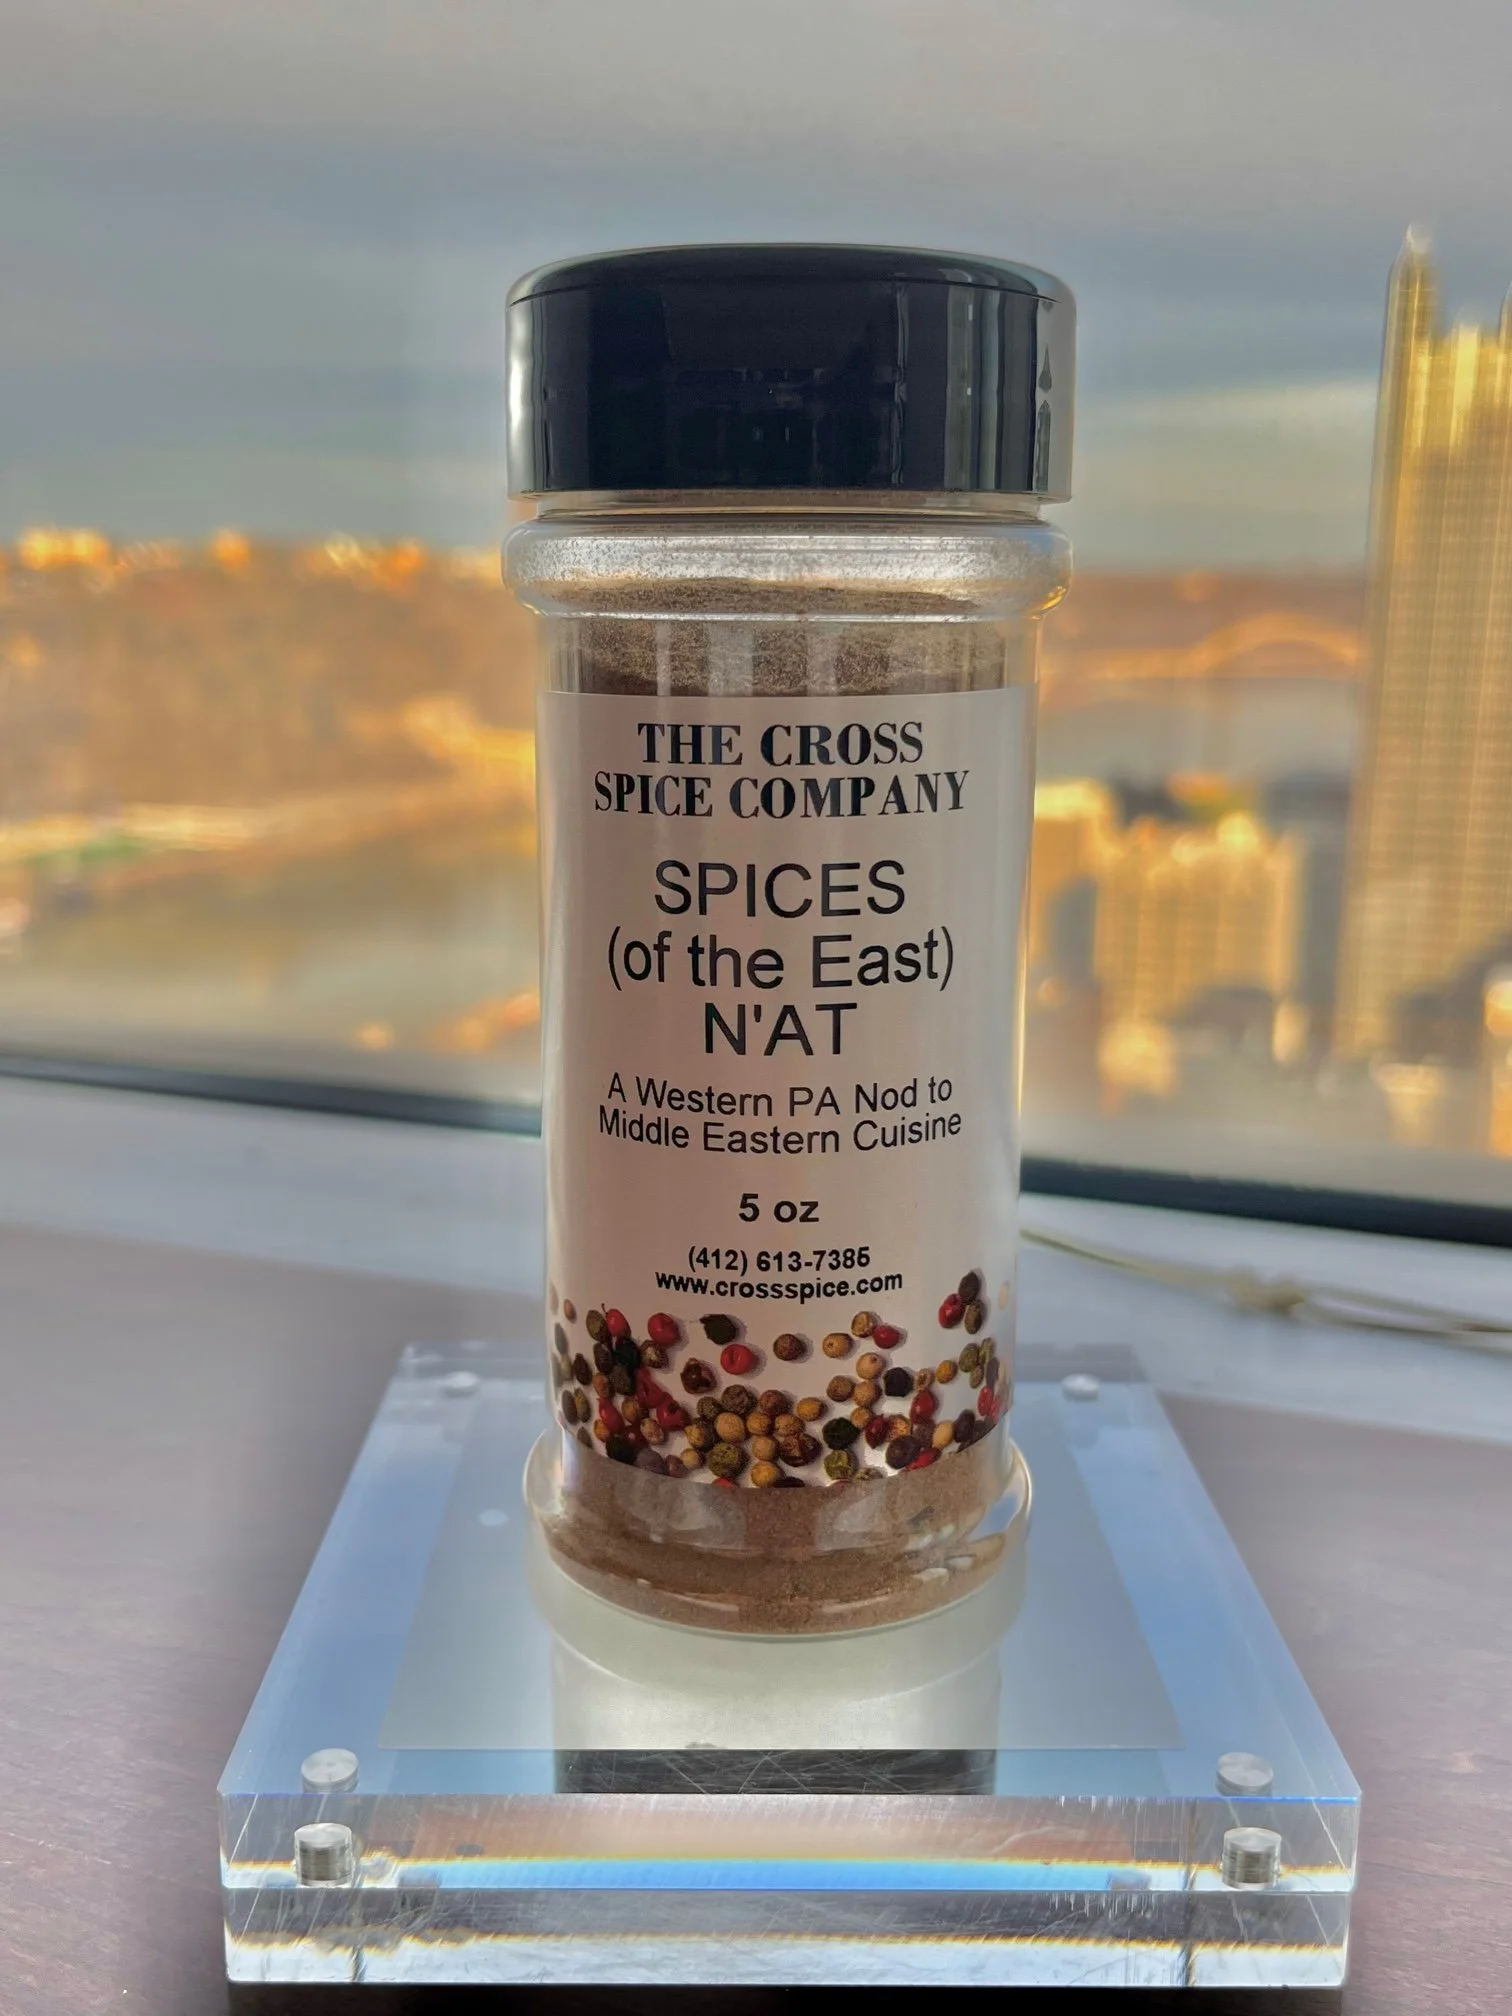 THE CROSS
SPICE COMPANY
SPICES
(of the East)
N'AT
A Western PA Nod to
Middle Eastern Cuisine
5 oz
(412) 613-7385
www.crossspice.com